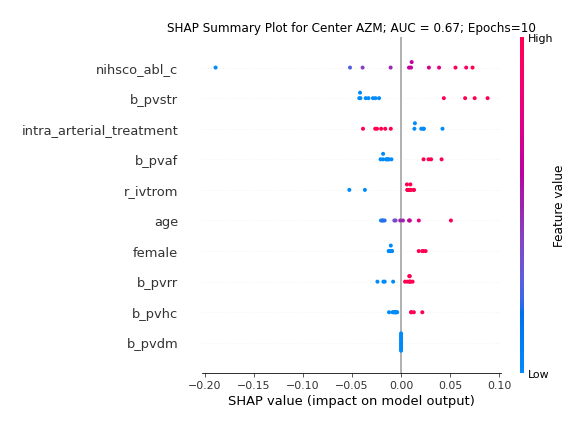 SHAP Summary Plot for Center AZM; AUC = 0.67; Epochs=10
High
nihsco_abl_c
b_pvstr
intra_arterial_treatment
b_pvaf
r_ivtrom
age
female
b_pvrr
b_pvhc
b_pvdm
Feature value
Low
−0.20 −0.15 −0.10 −0.05 0.00 0.05 0.10
SHAP value (impact on model output)